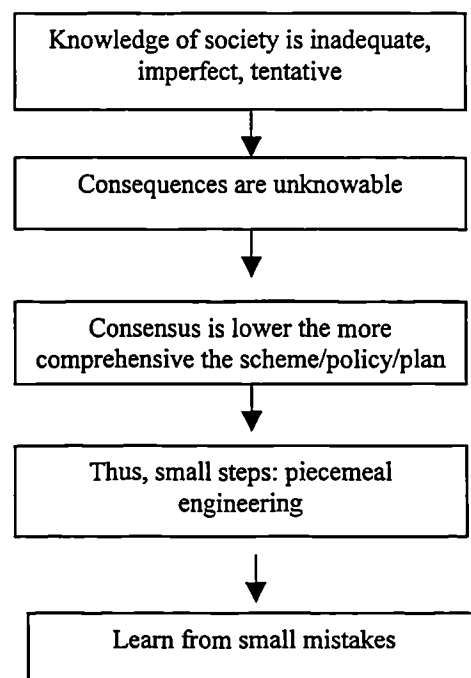 Knowledge of society is inadequate,
imperfect, tentative
Consequences are unknowable
Consensus is lower the more
comprehensive the scheme/policy/plan
Thus, small steps: piecemeal
engineering
Learn from small mistakes